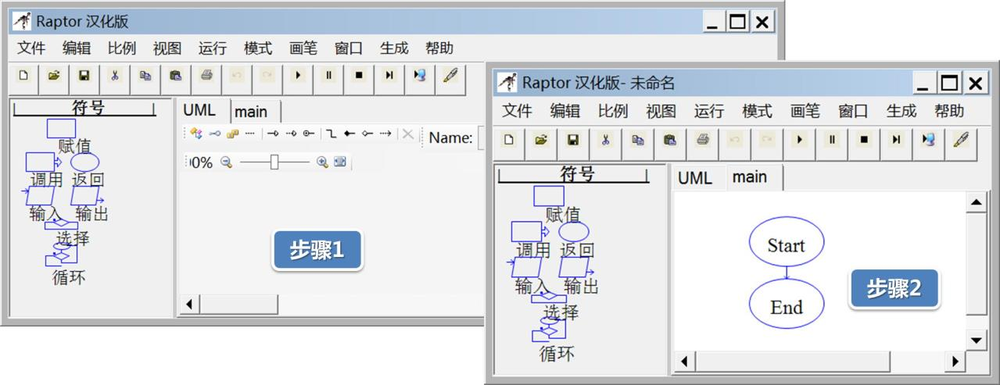 Raptor 汉化版
文件 编辑 比例 视图 运行 模式 画笔 窗口 生成 帮助
符号
赋值
调用 返回
输入 输出
选择
循环
UML main
Name:
00%
步骤1
Raptor 汉化版- 未命名
文件 编辑 比例 视图 运行 模式 画笔 窗口 生成 帮助
符号
赋值
调用 返回
输入 输出
选择
循环
UML main
Start
End
步骤2